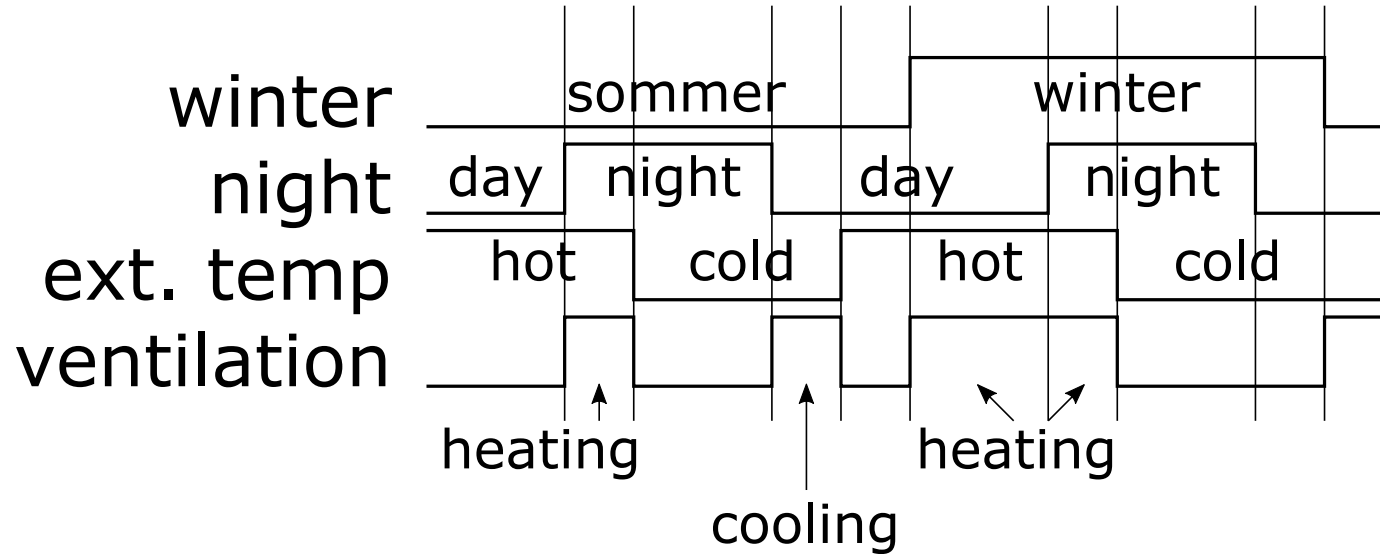 winter sommer winter
night day night day night
ext. temp hot cold hot cold
ventilation
heating heating
cooling